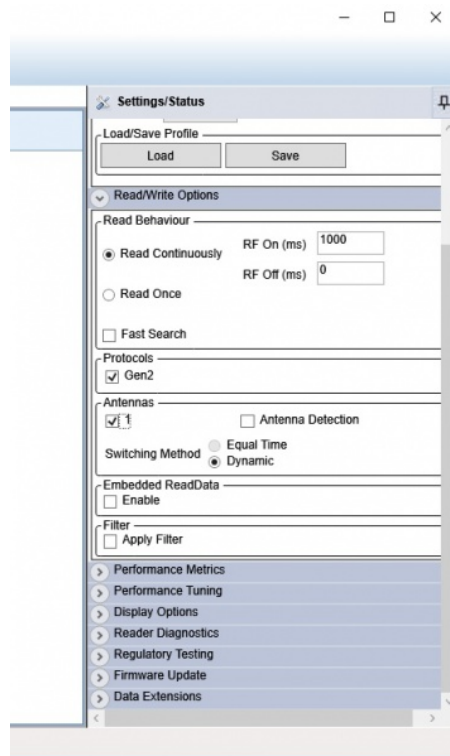 Settings/Status
Load/Save Profile
Load Save
Read/Write Options
Read Behaviour
Read Continuously RF On (ms) 1000
RF Off (ms) 0
Read Once
Fast Search
Protocols
Gen2
Antennas
1 Antenna Detection
Switching Method Equal Time
Dynamic
Embedded ReadData
Enable
Filter
Apply Filter
Performance Metrics
Performance Tuning
Display Options
Reader Diagnostics
Regulatory Testing
Firmware Update
Data Extensions